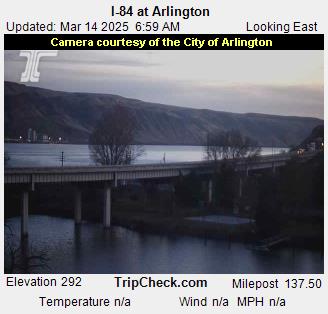 I-84 at Arlington
Updated: Mar 14 2025 6:59 AM Looking East
Camera courtesy of the City of Arlington
Elevation 292 TripCheck.com Milepost 137.50
Temperature n/a Wind n/a MPH n/a